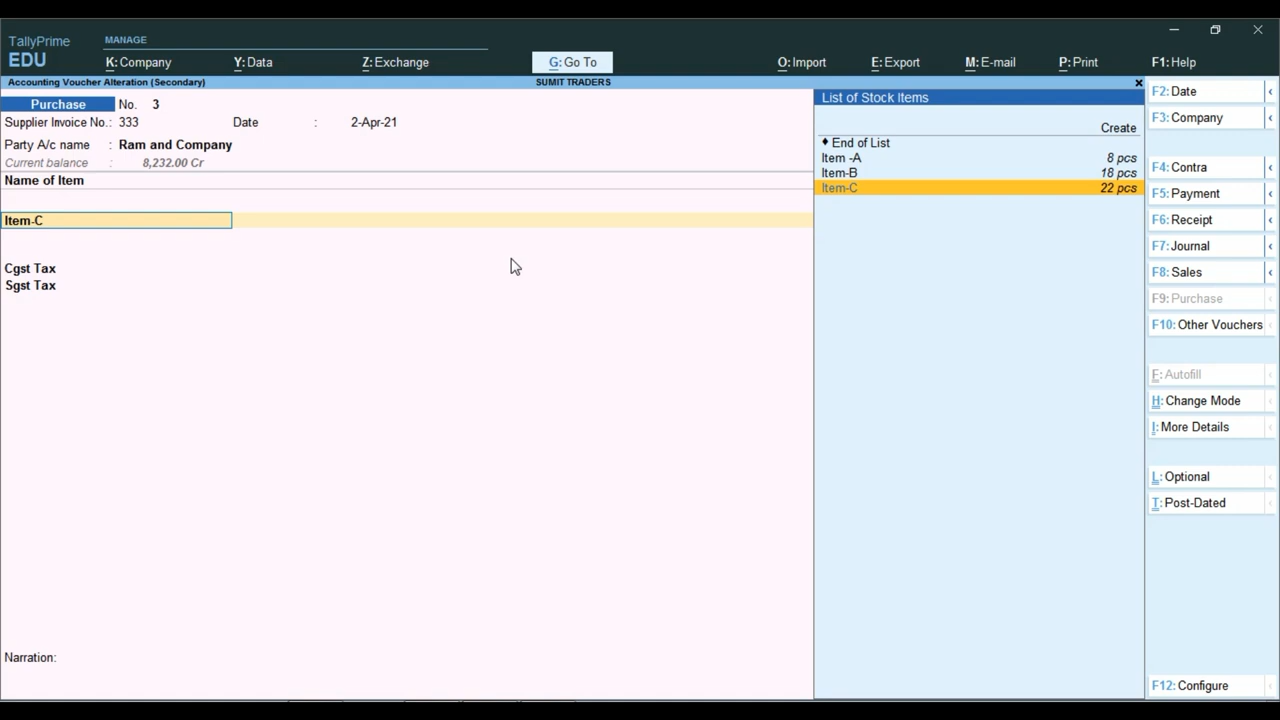 TallyPrime
EDU
MANAGE
K: Company Y: Data Z: Exchange G: Go To O: Import E: Export M: E-mail P: Print F1: Help
Accounting Voucher Alteration (Secondary) SUMIT TRADERS
Purchase No. 3
Supplier Invoice No.: 333 Date : 2-Apr-21
Party A/c name : Ram and Company
Current balance : 8,232.00 Cr
Name of Item
Item-C
Cgst Tax
Sgst Tax
Narration:
List of Stock Items
Create
♦ End of List
Item -A 8 pcs
Item-B 18 pcs
Item-C 22 pcs
F2: Date
F3: Company
F4: Contra
F5: Payment
F6: Receipt
F7: Journal
F8: Sales
F9: Purchase
F10: Other Vouchers
F: Autofill
H: Change Mode
I: More Details
L: Optional
T: Post-Dated
F12: Configure